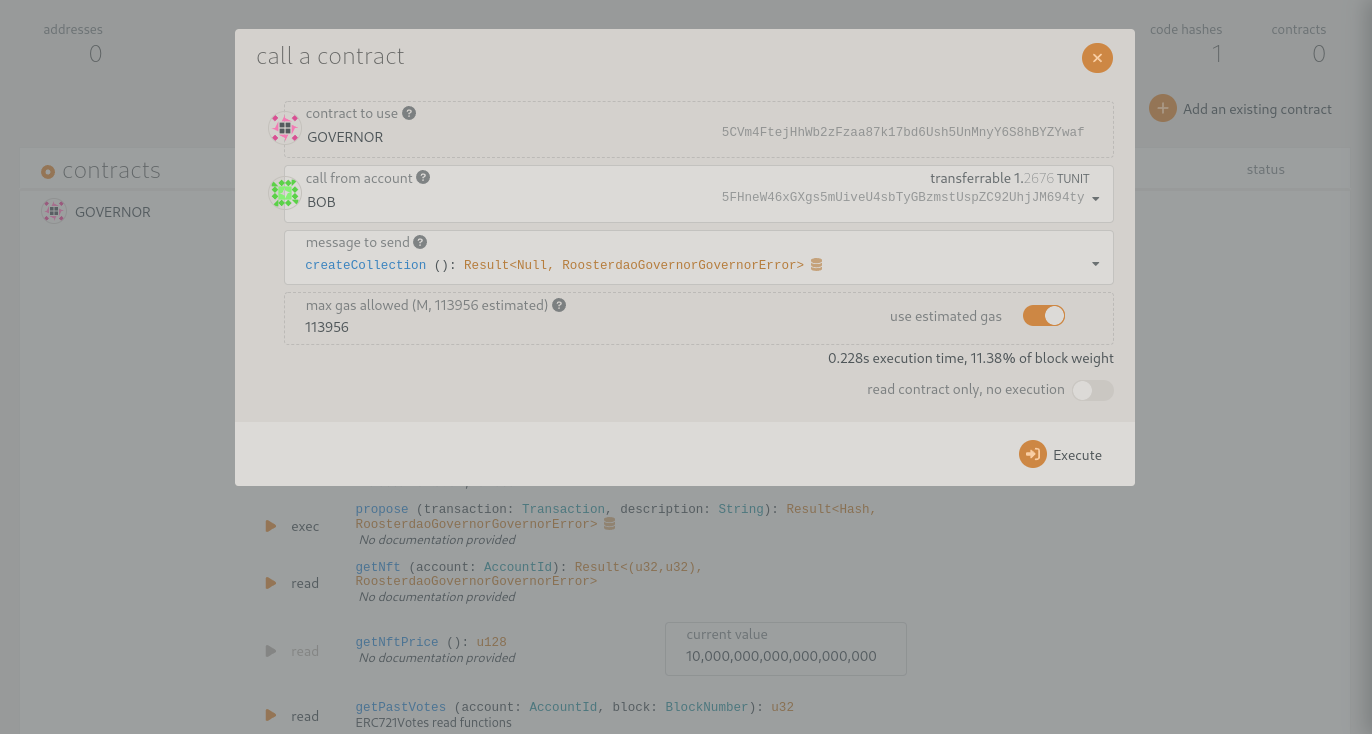 addresses
0
code hashes
1
contracts
0
Add an existing contract
contracts
status
GOVERNOR
call a contract
contract to use
GOVERNOR
5CVm4FtejHhWb2zFzaa87k17bd6Ush5UnMnyY6S8hBYZYwaf
call from account
transferrable 1.2676 TUNIT
BOB
5FHneW46xGXgs5mUiveU4sbTyGBzmstUspZC92UhjJM694ty
message to send
createCollection (): Result<Null, RoosterdaoGovernorGovernorError>
max gas allowed (M, 113956 estimated)
113956
use estimated gas
0.228s execution time, 11.38% of block weight
read contract only, no execution
Execute
exec
propose (transaction: Transaction, description: String): Result<Hash,
RoosterdaoGovernorGovernorError>
No documentation provided
read
getNft (account: AccountId): Result<(u32,u32),
RoosterdaoGovernorGovernorError>
No documentation provided
read
getNftPrice (): u128
No documentation provided
current value
10,000,000,000,000,000,000
read
getPastVotes (account: AccountId, block: BlockNumber): u32
ERC721Votes read functions